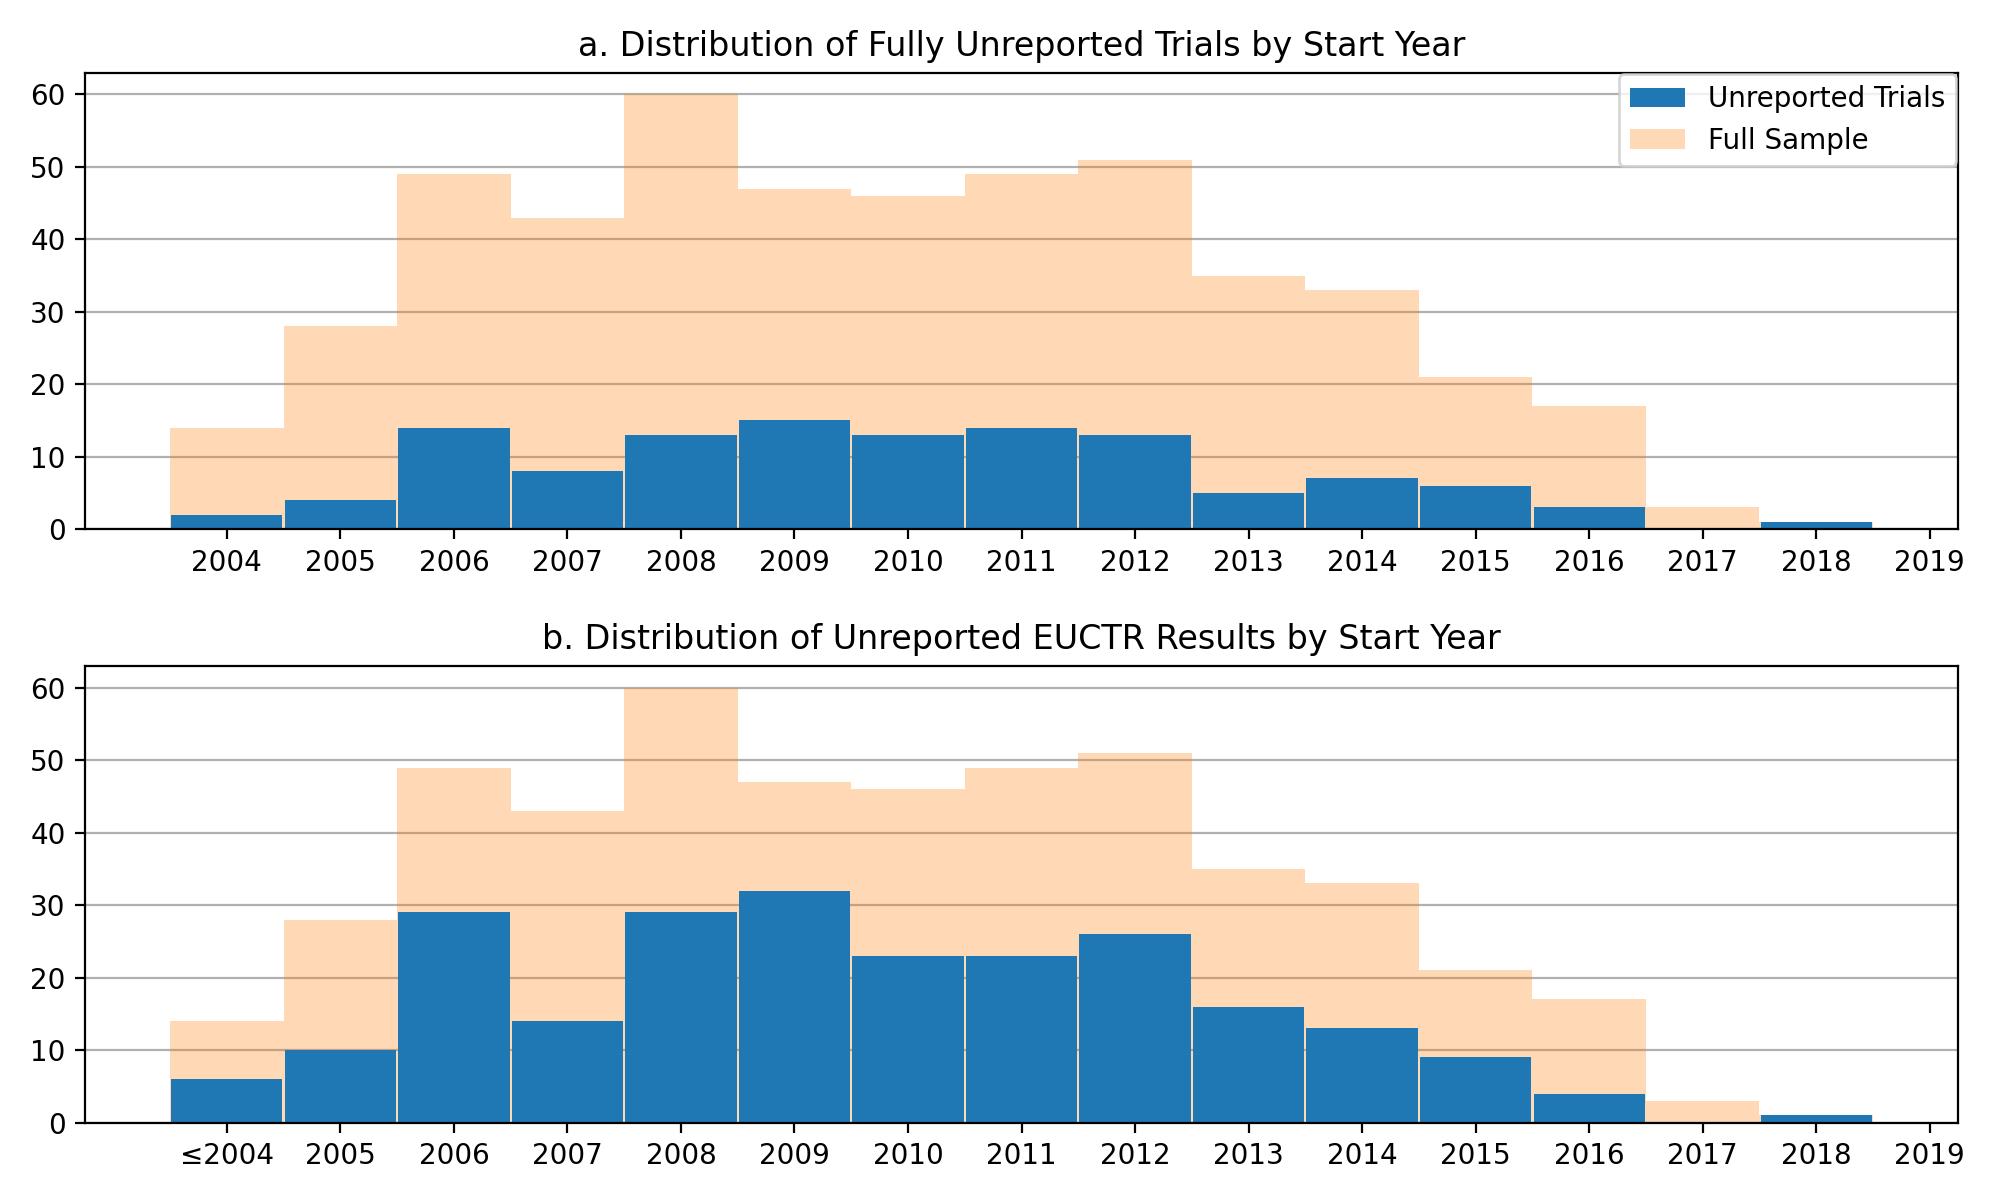 a. Distribution of Fully Unreported Trials by Start Year
60
50
40
30
20
10
0
Unreported Trials
Full Sample
2004 2005 2006 2007 2008 2009 2010 2011 2012 2013 2014 2015 2016 2017 2018 2019
b. Distribution of Unreported EUCTR Results by Start Year
60
50
40
30
20
10
0
≤2004 2005 2006 2007 2008 2009 2010 2011 2012 2013 2014 2015 2016 2017 2018 2019